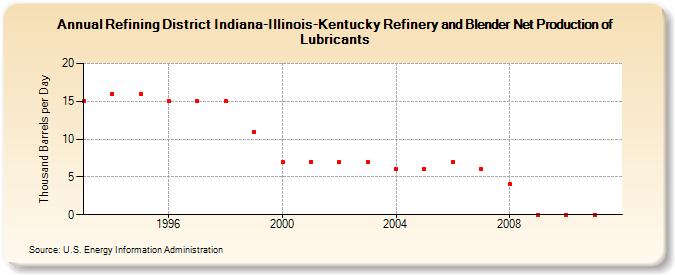 Annual Refining District Indiana-Illinois-Kentucky Refinery and Blender Net Production of
Lubricants
Thousand Barrels per Day
20
15
10
5
0
1996
2000
2004
2008
Source: U.S. Energy Information Administration